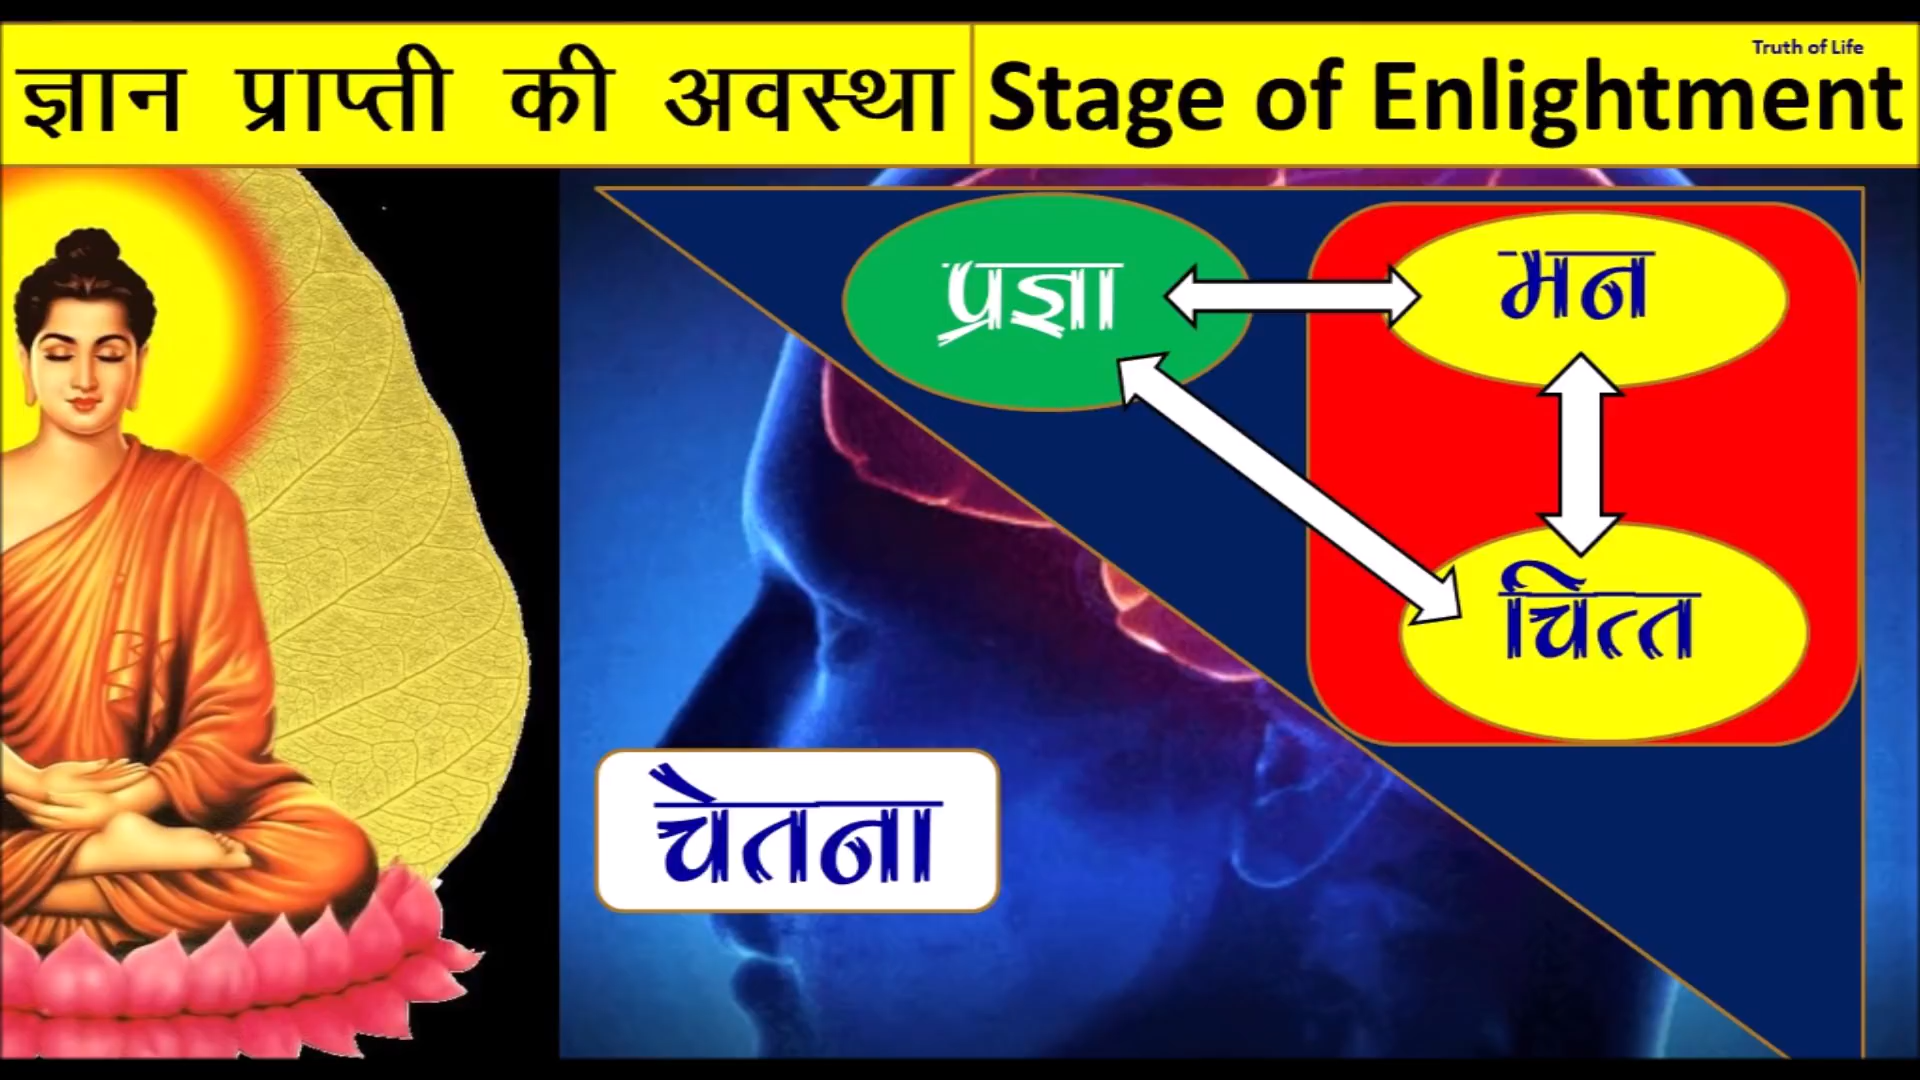 Truth of Life
ज्ञान प्राप्ती की अवस्था
Stage of Enlightment
प्रज्ञा
मन
चित्त
चैतना